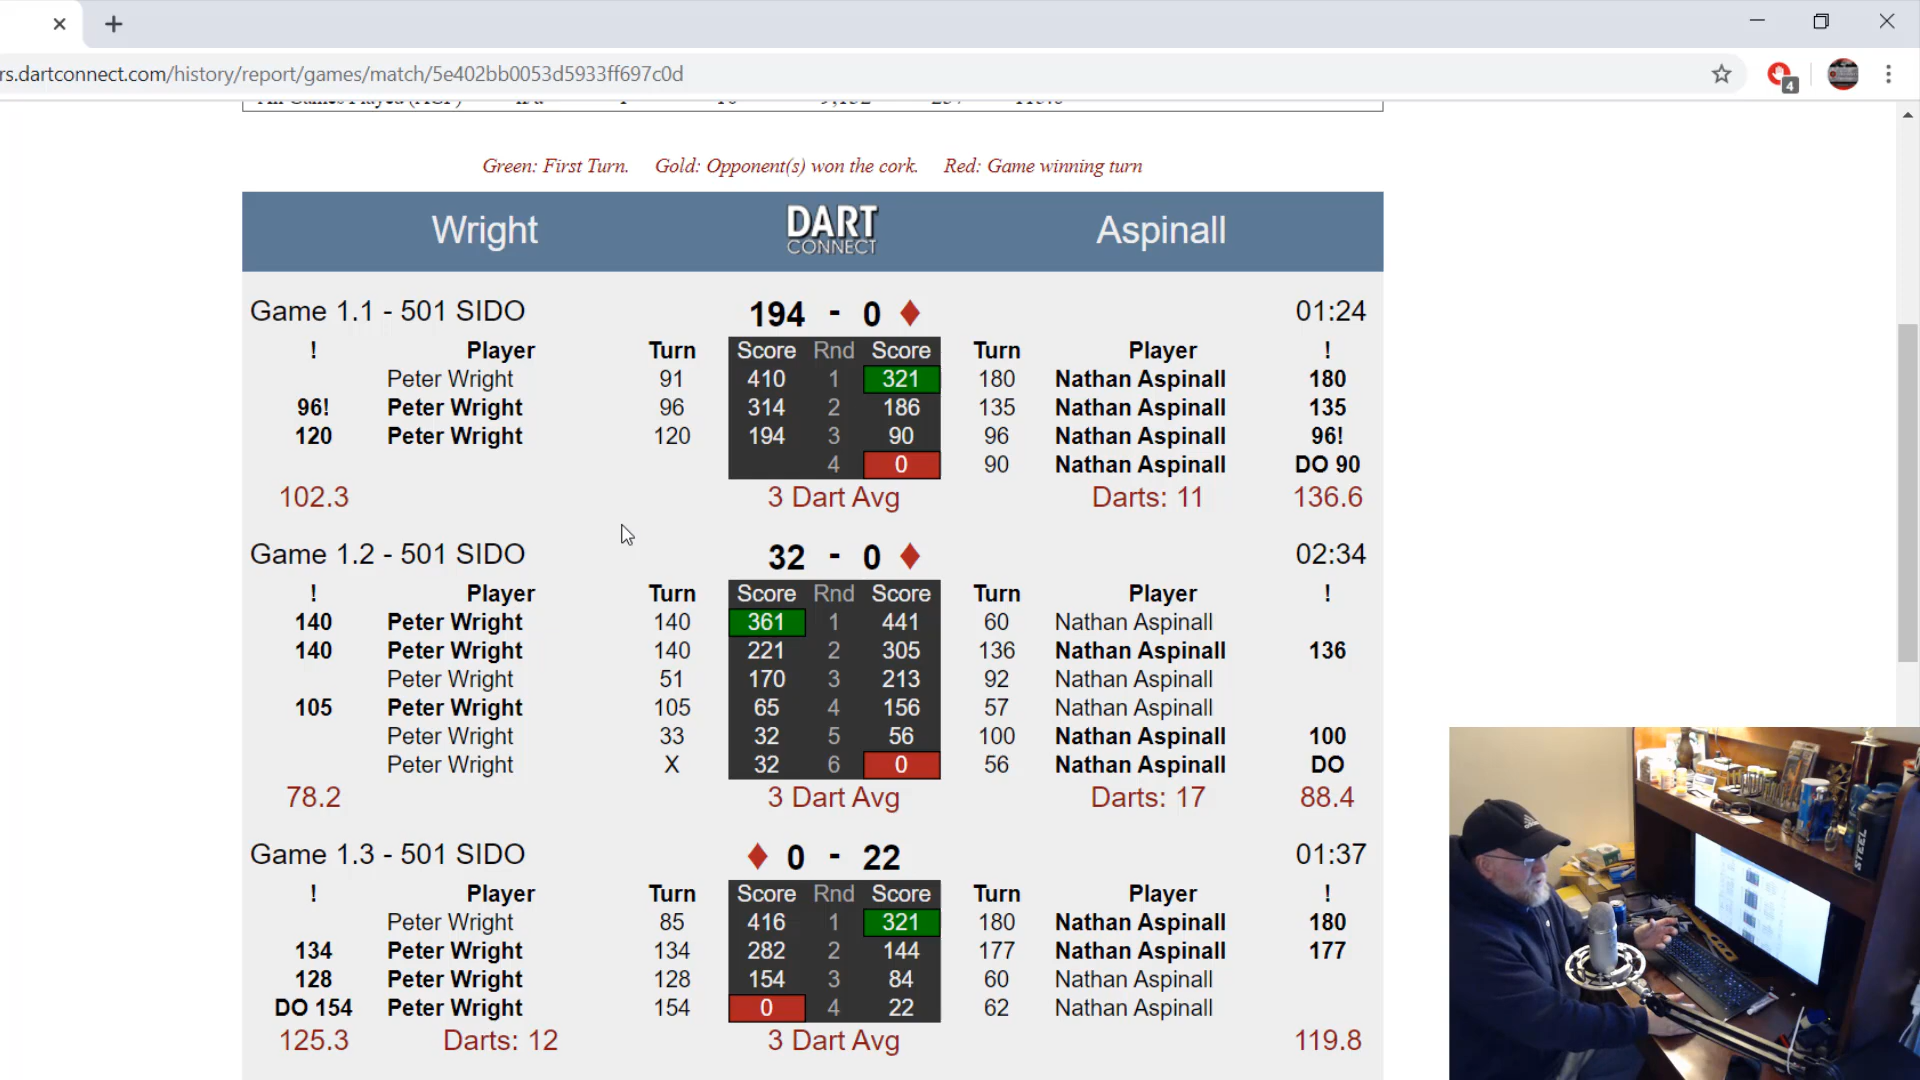 rs.dartconnect.com/history/report/games/match/5e402bb0053d5933ff697c0d
4
Green: First Turn. Gold: Opponent(s) won the cork. Red: Game winning turn
Wright DART CONNECT Aspinall
Game 1.1 - 501 SIDO 194 - 0 01:24
! Player Turn Score Rnd Score Turn Player !
Peter Wright 91 410 1 321 180 Nathan Aspinall 180
96! Peter Wright 96 314 2 186 135 Nathan Aspinall 135
120 Peter Wright 120 194 3 90 96 Nathan Aspinall 96!
4 0 90 Nathan Aspinall DO 90
102.3 3 Dart Avg Darts: 11 136.6
Game 1.2 - 501 SIDO 32 - 0 02:34
! Player Turn Score Rnd Score Turn Player !
140 Peter Wright 140 361 1 441 60 Nathan Aspinall
140 Peter Wright 140 221 2 305 136 Nathan Aspinall 136
Peter Wright 51 170 3 213 92 Nathan Aspinall
105 Peter Wright 105 65 4 156 57 Nathan Aspinall
Peter Wright 33 32 5 56 100 Nathan Aspinall 100
Peter Wright X 32 6 0 56 Nathan Aspinall DO
78.2 3 Dart Avg Darts: 17 88.4
Game 1.3 - 501 SIDO 0 - 22 01:37
! Player Turn Score Rnd Score Turn Player !
Peter Wright 85 416 1 321 180 Nathan Aspinall 180
134 Peter Wright 134 282 2 144 177 Nathan Aspinall 177
128 Peter Wright 128 154 3 84 60 Nathan Aspinall
DO 154 Peter Wright 154 0 4 22 62 Nathan Aspinall
125.3 Darts: 12 3 Dart Avg 119.8
STEEL